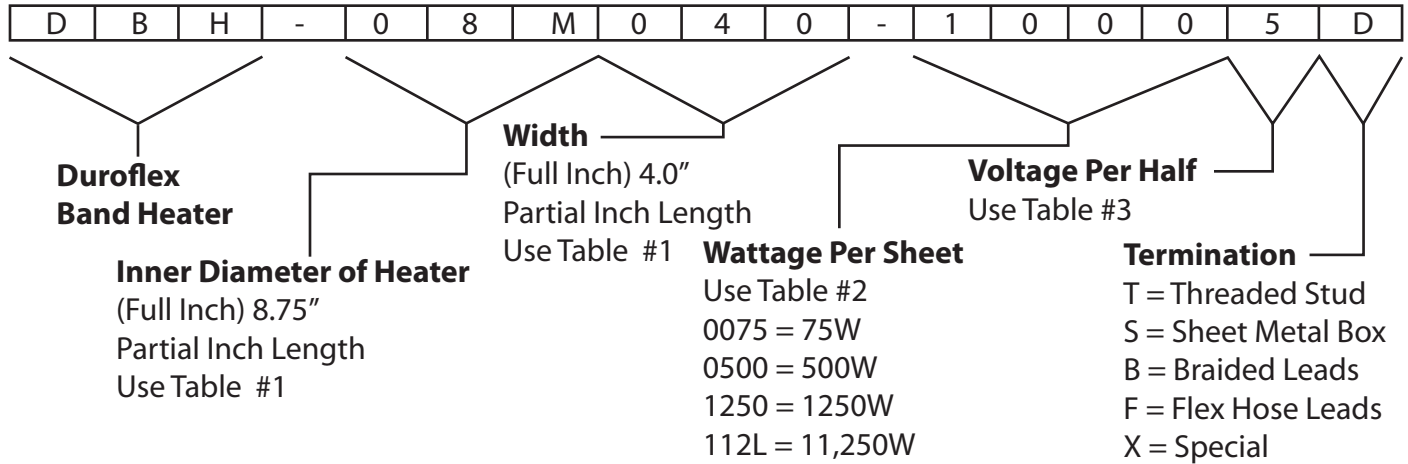 D B H - 0 8 M 0 4 0 - 1 0 0 0 5 D
Duroflex
Band Heater
Inner Diameter of Heater
(Full Inch) 8.75″
Partial Inch Length
Use Table #1
Width
(Full Inch) 4.0″
Partial Inch Length
Use Table #1
Wattage Per Sheet
Use Table #2
0075 = 75W
0500 = 500W
1250 = 1250W
112L = 11,250W
Voltage Per Half
Use Table #3
Termination
T = Threaded Stud
S = Sheet Metal Box
B = Braided Leads
F = Flex Hose Leads
X = Special